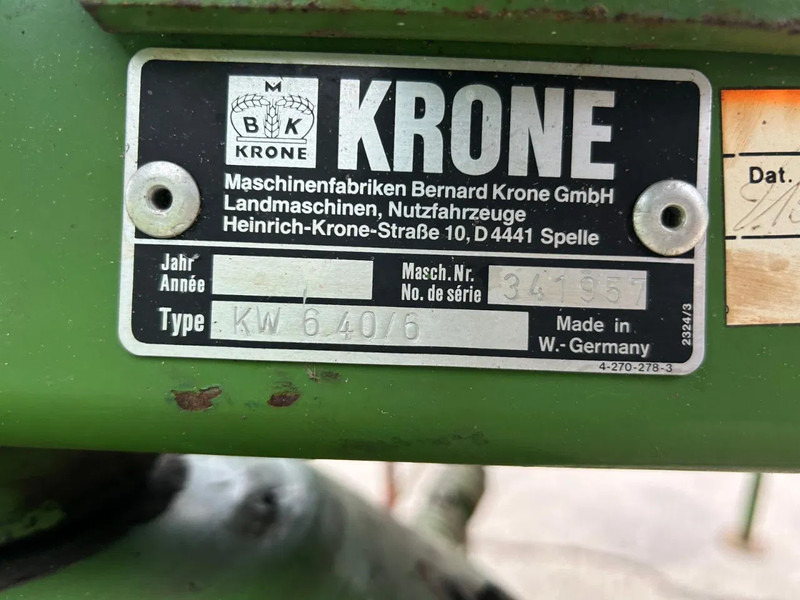 M
B K
KRONE
KRONE
Maschinenfabriken Bernard Krone GmbH
Landmaschinen, Nutzfahrzeuge
Heinrich-Krone-Straße 10, D 4441 Spelle
Jahr
Année
Masch. Nr.
No. de série
341957
Type
KW 6.40/6
Made in
W.-Germany
2324/3
4-270-278-3
Dat.